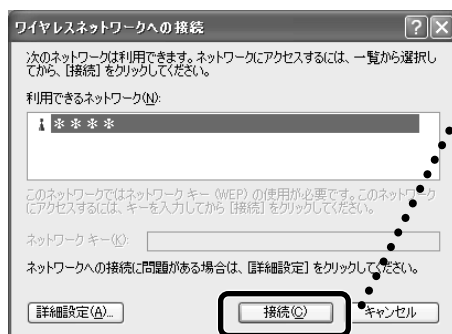 ワイヤレスネットワークへの接続
次のネットワークは利用できます。ネットワークにアクセスするには、一覧から選択し
てから、[接続] をクリックしてください。
利用できるネットワーク(N):
＊＊＊＊
このネットワークではネットワーク キー (WEP) の使用が必要です。このネットワーク
にアクセスするには、キーを入力してから [接続] をクリックしてください。
ネットワーク キー(K):
ネットワークへの接続に問題がある場合は、[詳細設定] をクリックしてください。
詳細設定(A)... 接続(C) キャンセル